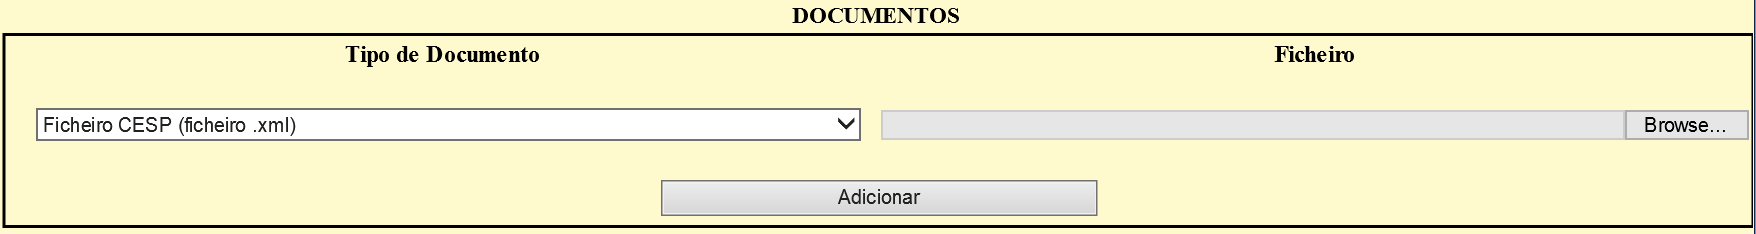 DOCUMENTOS
Tipo de Documento Ficheiro
Ficheiro CESP (ficheiro .xml) Browse...
Adicionar